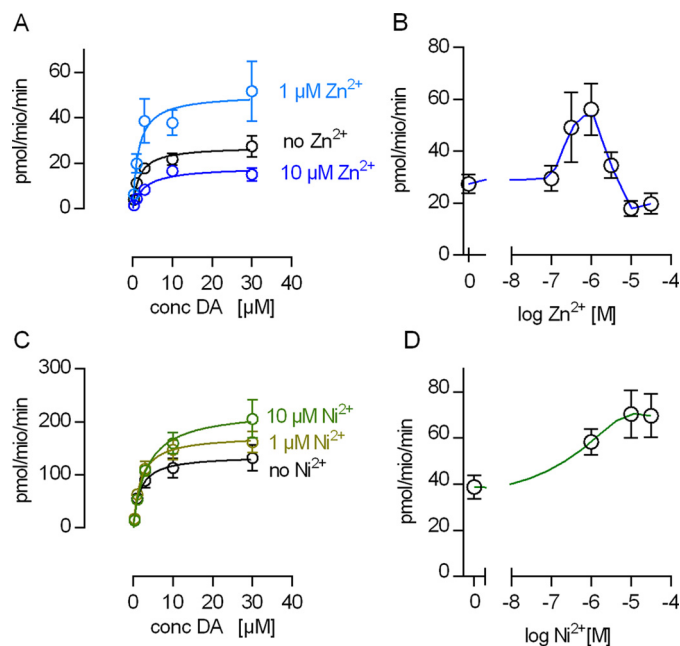 A
pmol/mio/min
60
40
20
0
1 µM Zn²⁺
no Zn²⁺
10 µM Zn²⁺
0 10 20 30 40
conc DA [µM]
B
pmol/mio/min
80
60
40
20
0
0 -8 -7 -6 -5 -4
log Zn²⁺ [M]
C
pmol/mio/min
300
200
100
0
10 µM Ni²⁺
1 µM Ni²⁺
no Ni²⁺
0 10 20 30 40
conc DA [µM]
D
pmol/mio/min
80
60
40
20
0
0 -8 -7 -6 -5 -4
log Ni²⁺[M]